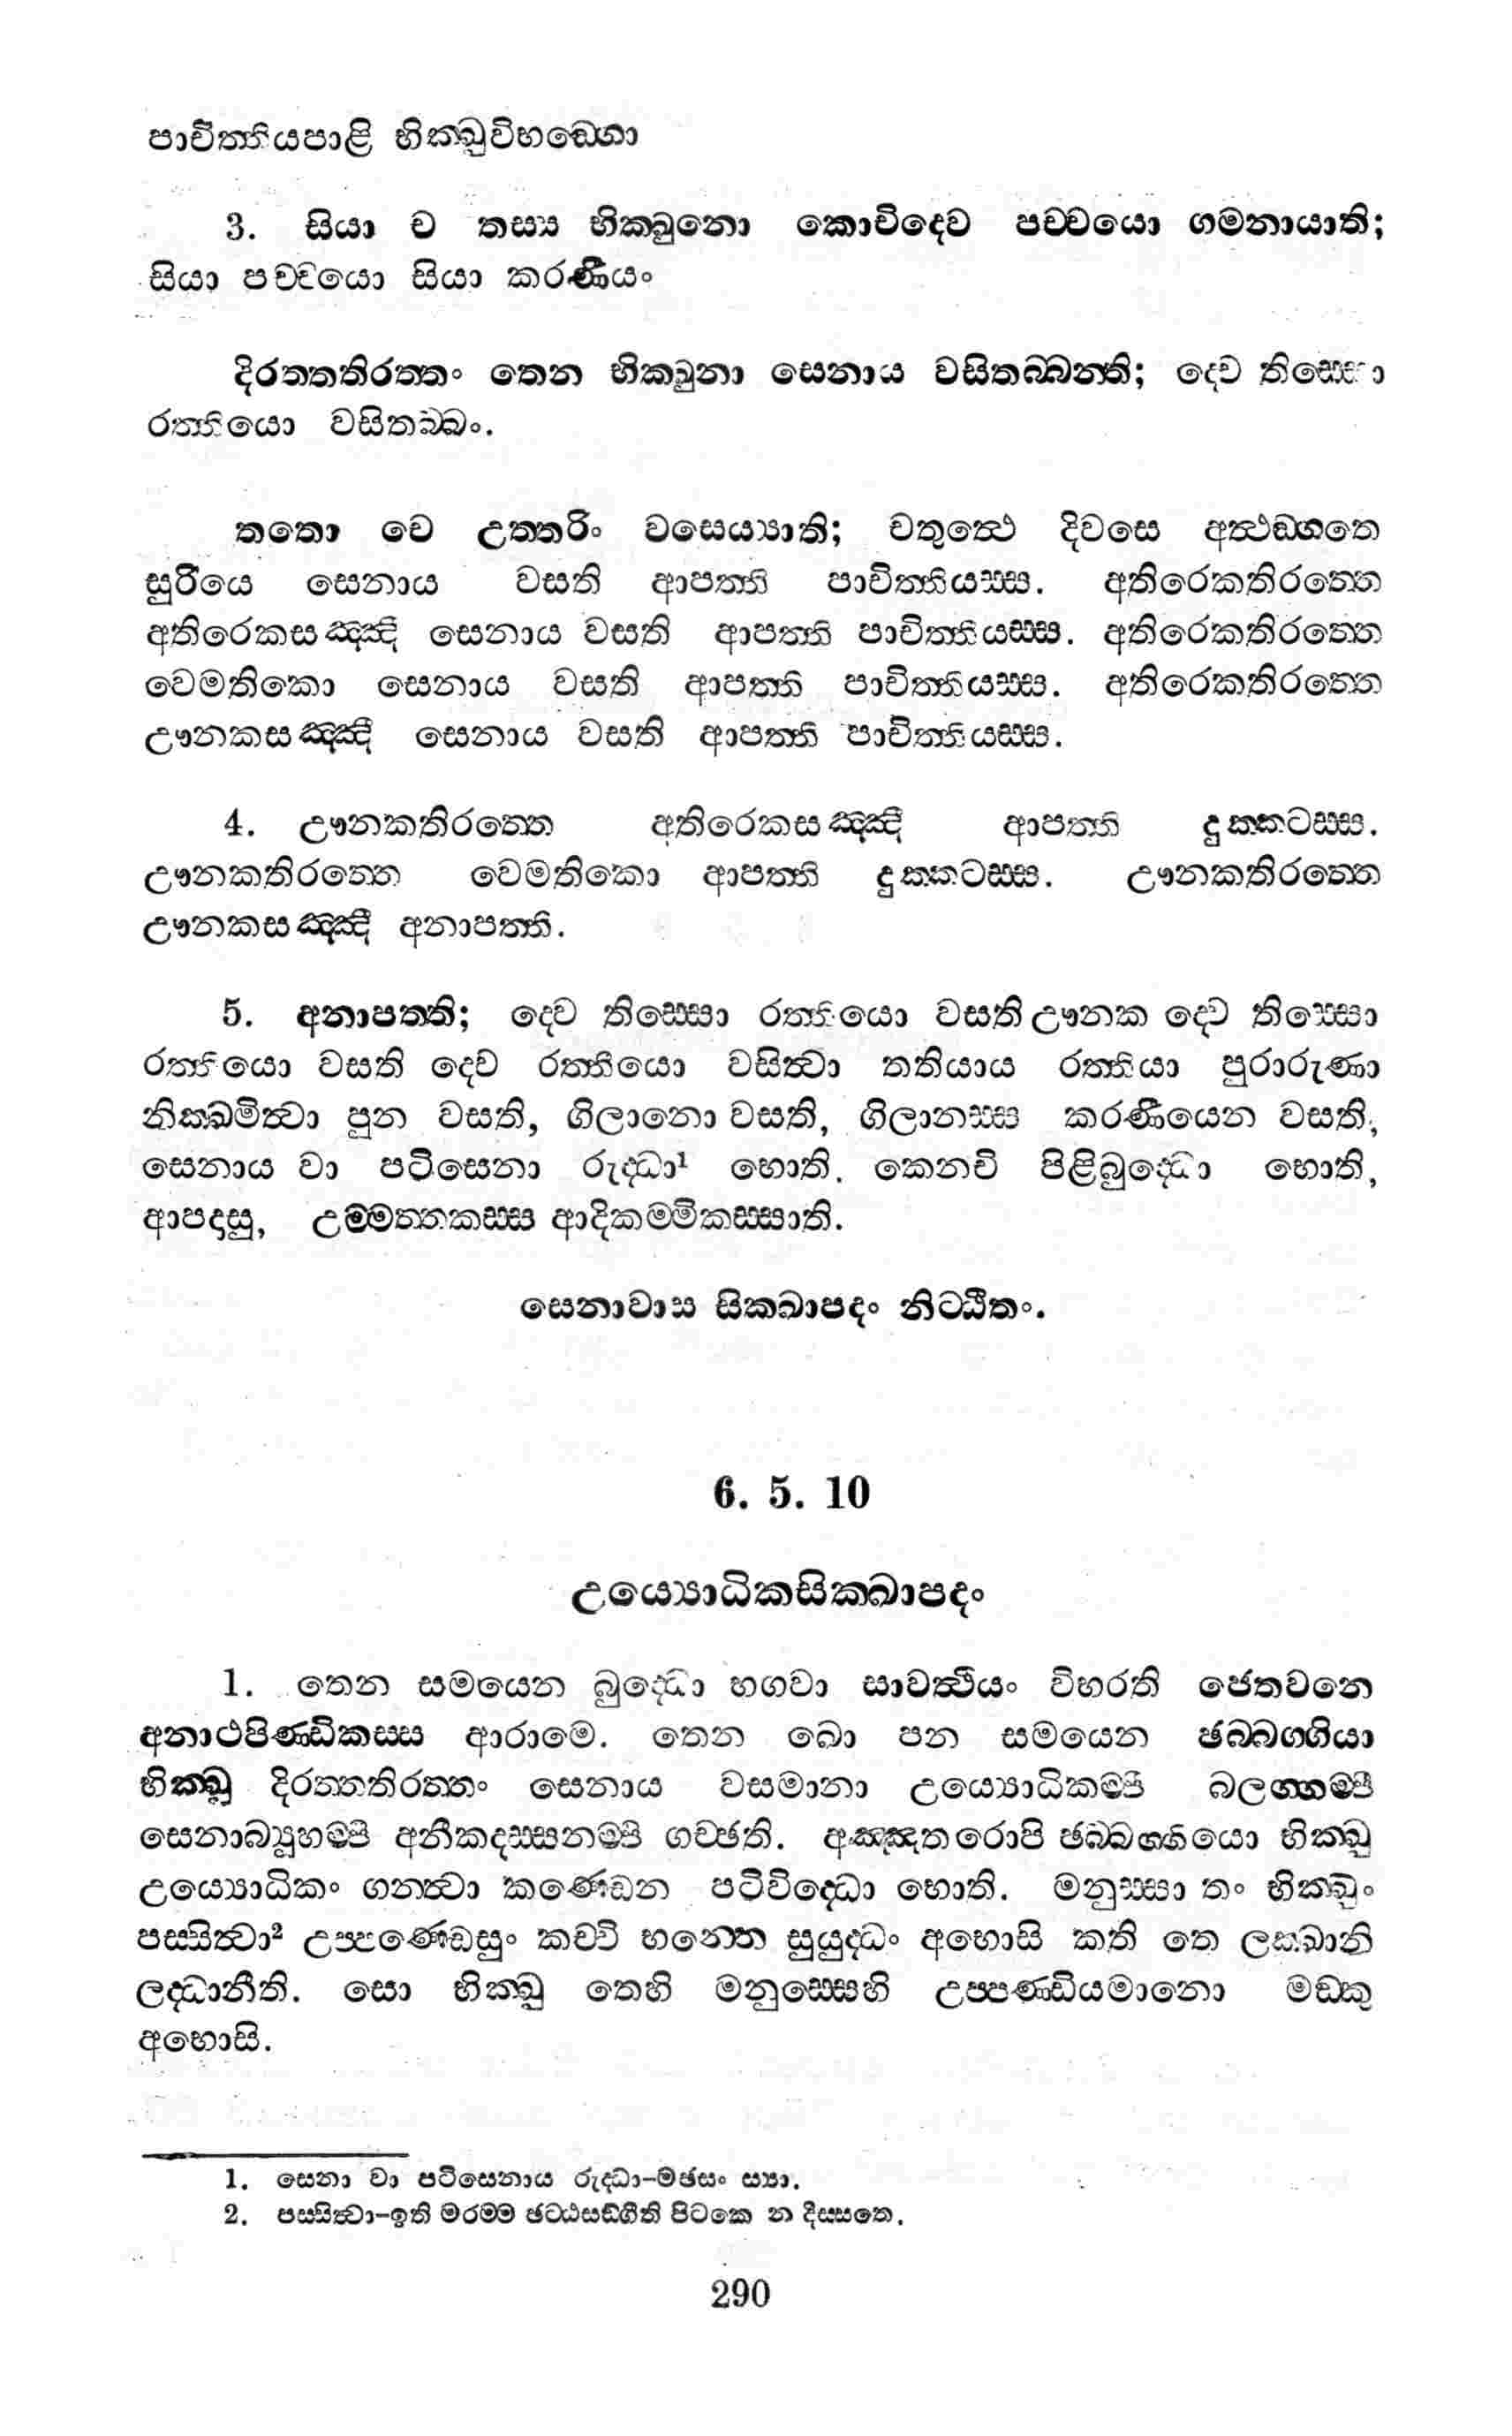 පාචිත්තියපාළි භික්ඛුවිභඞ්ගො
3. සියා ච තස්ස භික්ඛුනො කොචිදෙව පච්චයො ගමනායාති;
සියා පච්චයො සියා කරණීයං
දිරත්තතිරත්තං තෙන භික්ඛුනා සෙනාය වසිතබ්බන්ති; ද්වෙ තිස්සො
රත්තියො වසිතබ්බං.
තතො චෙ උත්තරිං වසෙය්‍යාති; චතුත්ථෙ දිවසෙ අත්ථඞ්ගතෙ
සුරියෙ සෙනාය වසති ආපත්ති පාචිත්තියස්ස. අතිරෙකතිරත්තෙ
අතිරෙකසඤ්ඤී සෙනාය වසති ආපත්ති පාචිත්තියස්ස. අතිරෙකතිරත්තෙ
වෙමතිකො සෙනාය වසති ආපත්ති පාචිත්තියස්ස. අතිරෙකතිරත්තෙ
ඌනකසඤ්ඤී සෙනාය වසති ආපත්ති පාචිත්තියස්ස.
4. ඌනකතිරත්තෙ අතිරෙකසඤ්ඤී ආපත්ති දුක්කටස්ස.
ඌනකතිරත්තෙ වෙමතිකො ආපත්ති දුක්කටස්ස. ඌනකතිරත්තෙ
ඌනකසඤ්ඤී අනාපත්ති.
5. අනාපත්ති; ද්වෙ තිස්සො රත්තියො වසති ඌනක ද්වෙ තිස්සො
රත්තියො වසති ද්වෙ රත්තියො වසිත්වා තතියාය රත්තියා පුරාරුණා
නික්ඛමිත්වා පුන වසති, ගිලානො වසති, ගිලානස්ස කරණීයෙන වසති,
සෙනාය වා පටිසෙනා රුද්ධා¹ හොති. කෙනචි පිළිබුද්ධො හොති,
ආපදාසු, උම්මත්තකස්ස ආදිකම්මිකස්සාති.
සෙනාවාස සික්ඛාපදං නිට්ඨිතං.
6. 5. 10
උය්‍යොධිකසික්ඛාපදං
1. තෙන සමයෙන බුද්ධො භගවා සාවත්ථියං විහරති ජෙතවනෙ
අනාථපිණ්ඩිකස්ස ආරාමෙ. තෙන ඛො පන සමයෙන ඡබ්බග්ගියා
භික්ඛූ දිරත්තතිරත්තං සෙනාය වසමානා උය්‍යොධිකම්පි බලග්ගම්පි
සෙනාබ්‍යූහම්පි අනීකදස්සනම්පි ගච්ඡති. අඤ්ඤතරොපි ඡබ්බග්ගියො භික්ඛු
උය්‍යොධිකං ගන්ත්වා කණ්ඩෙන පටිවිද්ධො හොති. මනුස්සා තං භික්ඛුං
පස්සිත්වා² උප්පණ්ඩෙසුං කච්චි භන්තෙ සුයුද්ධං අහොසි කති තෙ ලක්ඛානි
ලද්ධානීති. සො භික්ඛු තෙහි මනුස්සෙහි උප්පණ්ඩියමානො මඞ්කු
අහොසි.
1. සෙනා වා පටිසෙනාය රුද්ධා-මඡසං ස්‍යා.
2. පස්සිත්වා-ඉති මරම්ම ඡට්ඨසඞ්ගීති පිටකෙ න දිස්සතෙ.
290